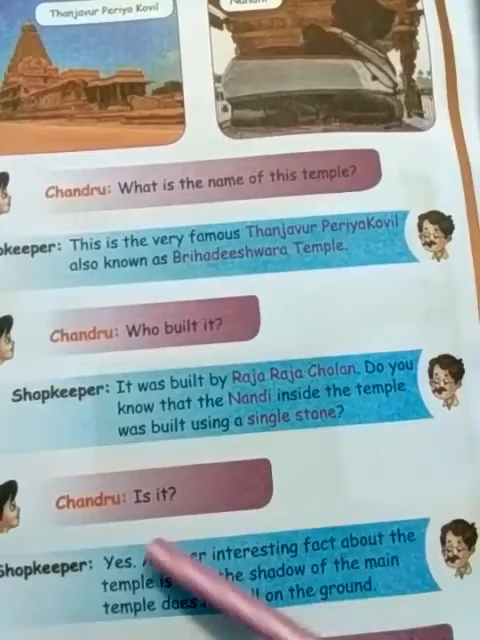 Thanjavur Periya Kovil
Nandhi
Chandru: What is the name of this temple?
keeper: This is the very famous Thanjavur PeriyaKovil
also known as Brihadeeshwara Temple.
Chandru: Who built it?
Shopkeeper: It was built by Raja Raja Cholan. Do you
know that the Nandi inside the temple
was built using a single stone?
Chandru: Is it?
Shopkeeper: Yes. interesting fact about the
temple is the shadow of the main
temple does on the ground.